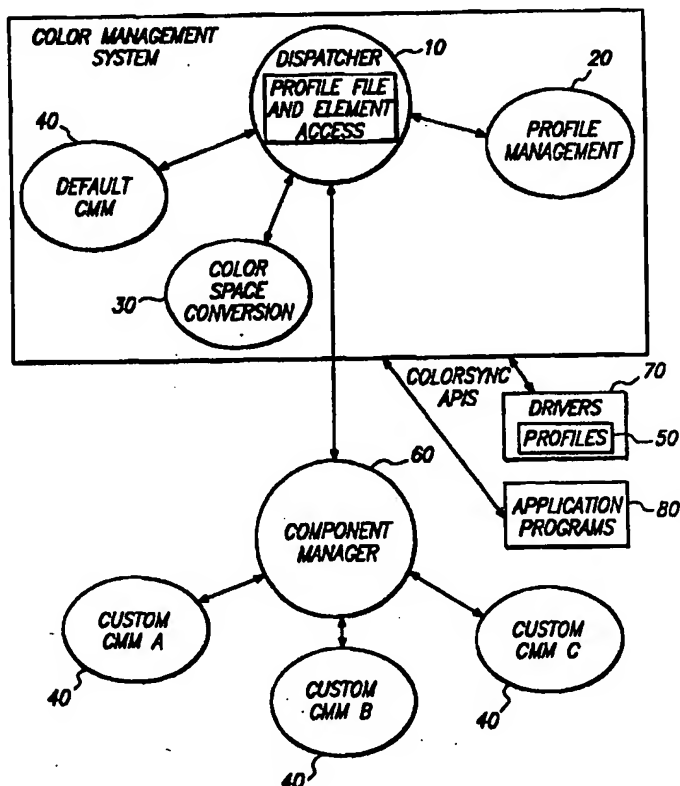 COLOR MANAGEMENT
SYSTEM
DISPATCHER
10
PROFILE FILE
AND ELEMENT
ACCESS
20
PROFILE
MANAGEMENT
40
DEFAULT
CMM
COLOR
SPACE
CONVERSION
30
COLORSYNC
APIS
70
DRIVERS
PROFILES
50
60
APPLICATION
PROGRAMS
80
COMPONENT
MANAGER
CUSTOM
CMM A
40
CUSTOM
CMM B
40
CUSTOM
CMM C
40